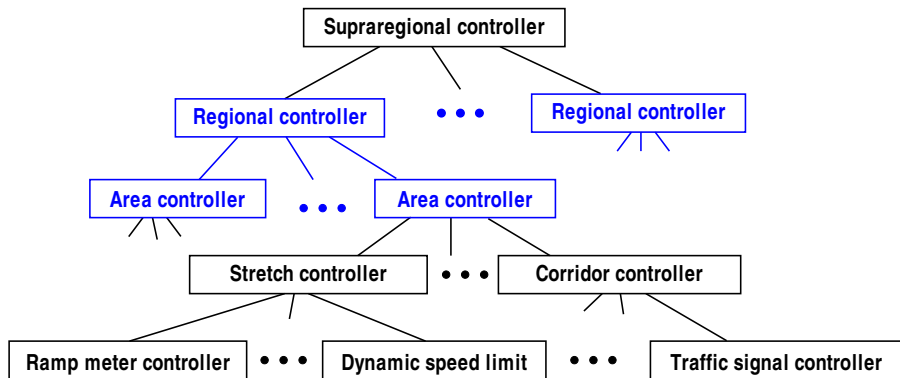 Supraregional controller
Regional controller
Regional controller
Area controller
Area controller
Stretch controller
Corridor controller
Ramp meter controller
Dynamic speed limit
Traffic signal controller